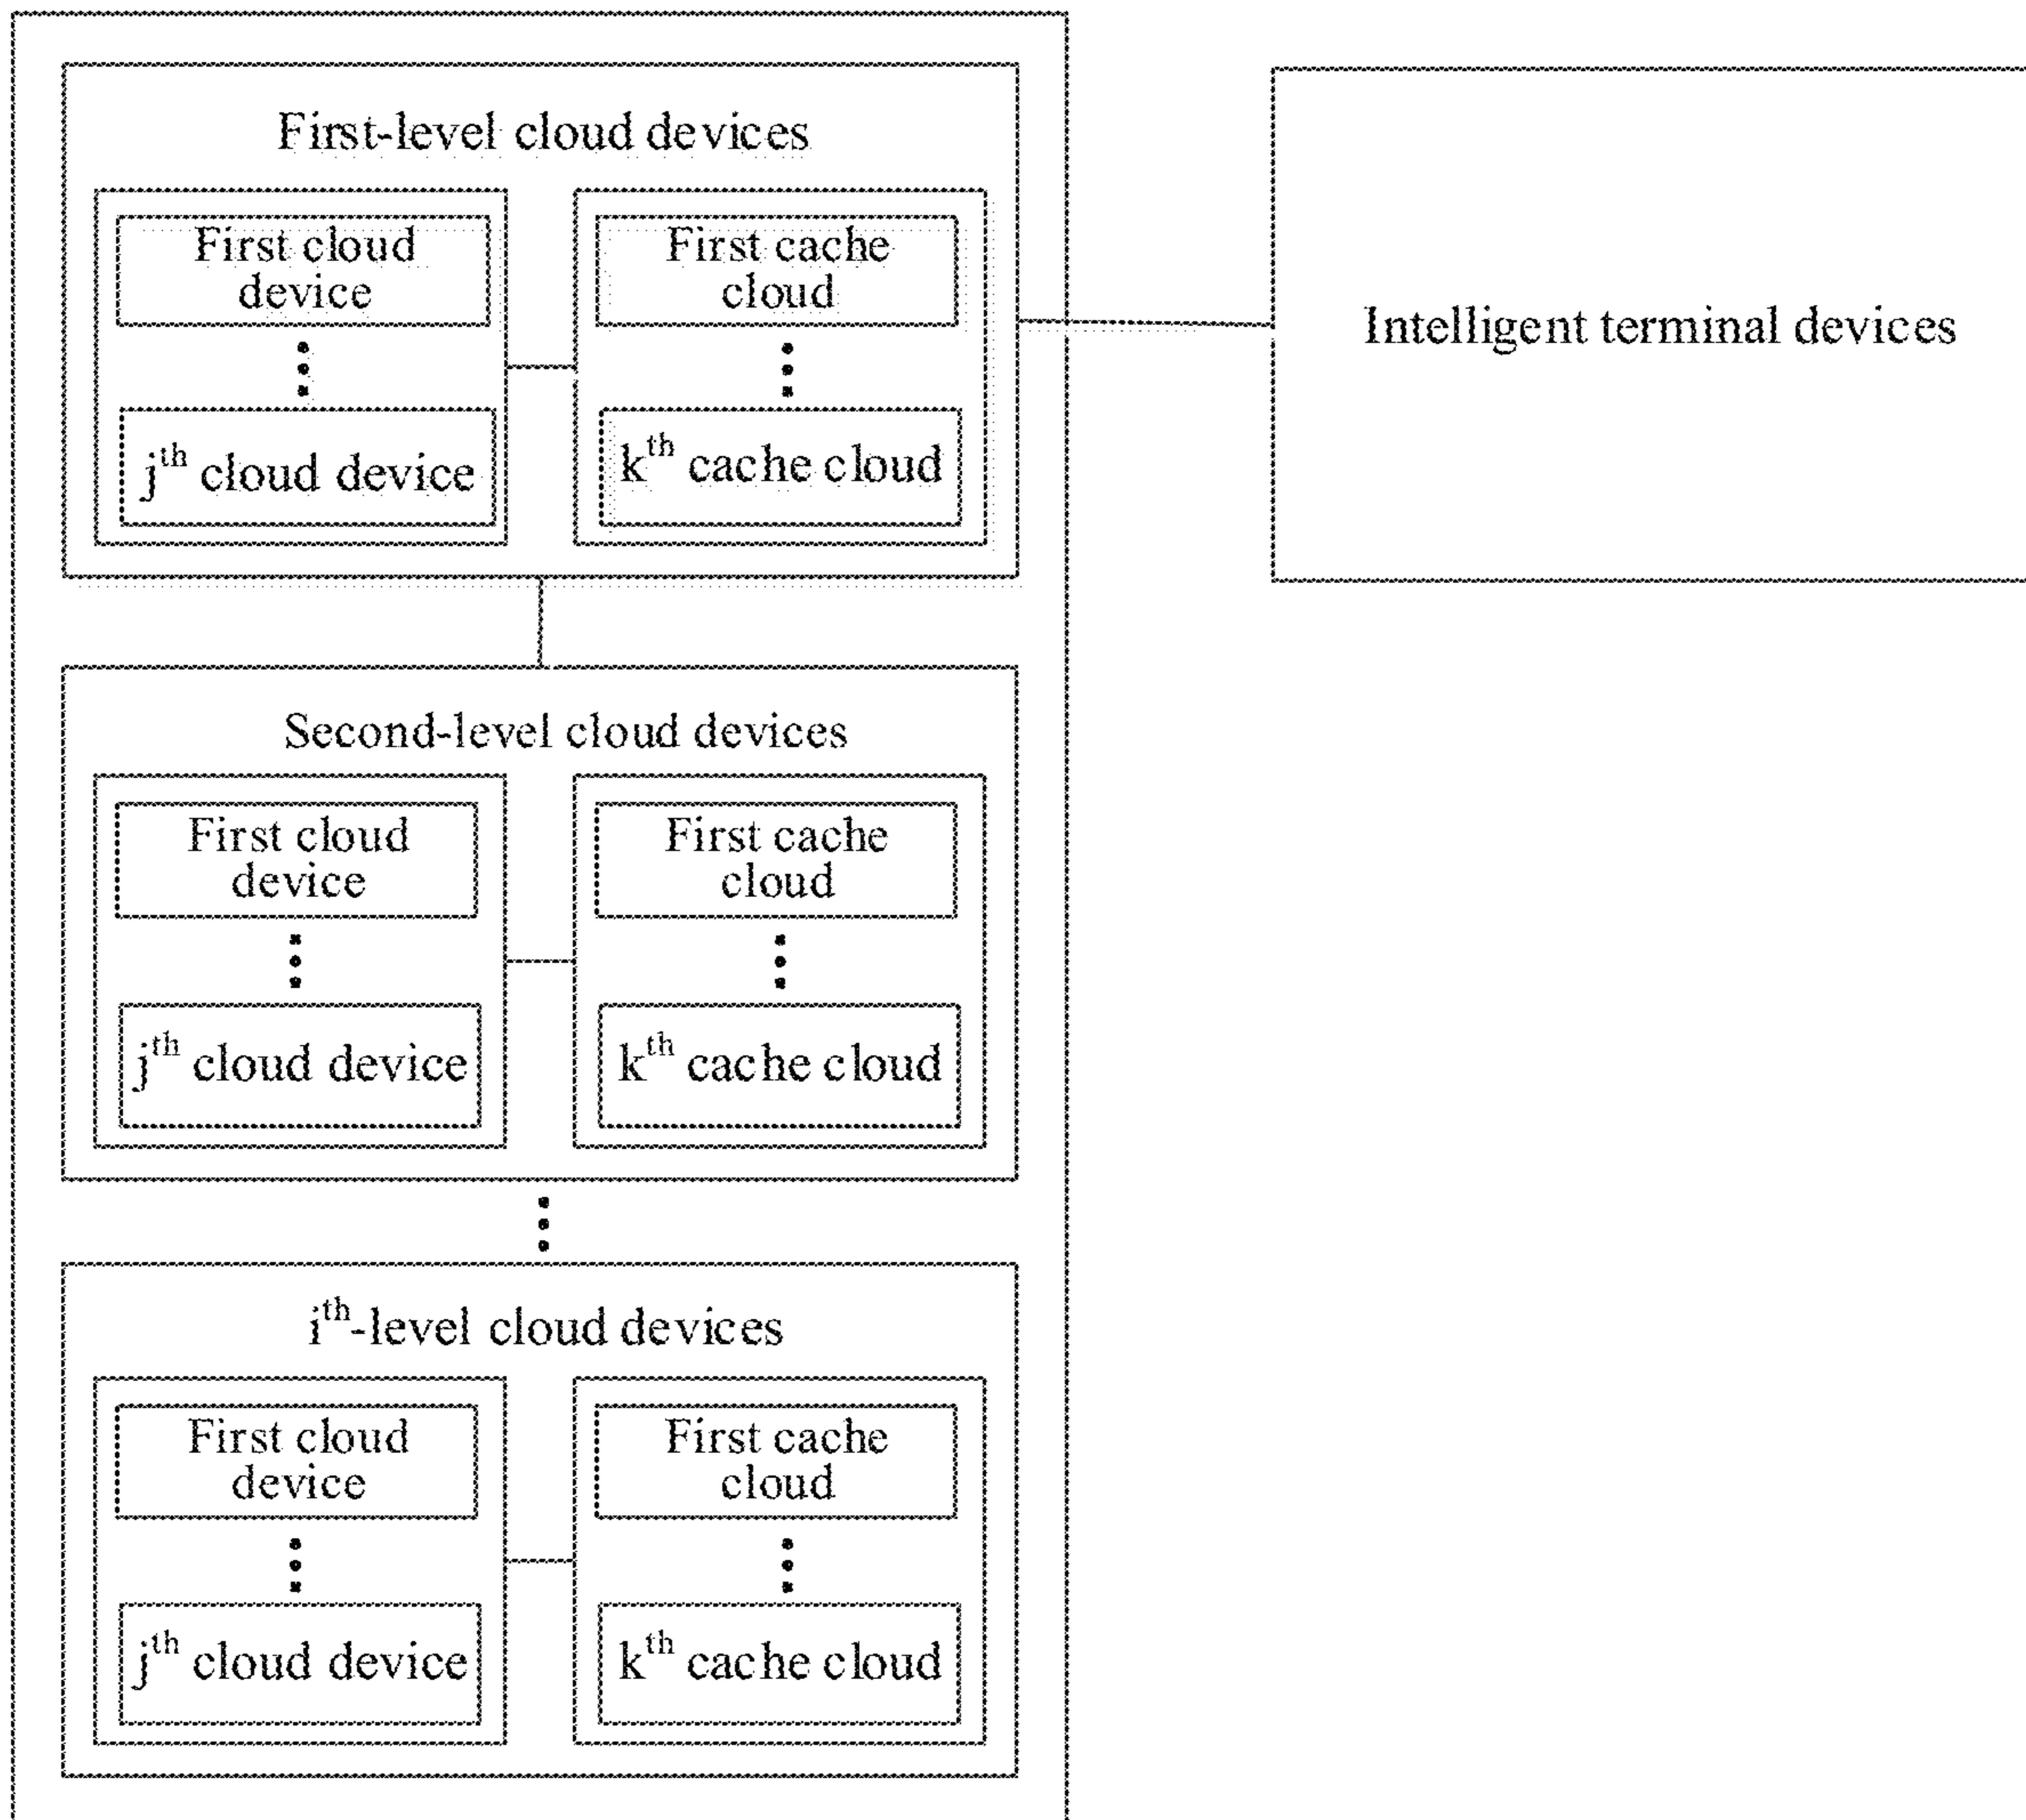 First-level cloud devices
First cloud
device
First cache
cloud
jth cloud device
kth cache cloud
Intelligent terminal devices
Second-level cloud devices
First cloud
device
First cache
cloud
jth cloud device
kth cache cloud
ith-level cloud devices
First cloud
device
First cache
cloud
jth cloud device
kth cache cloud